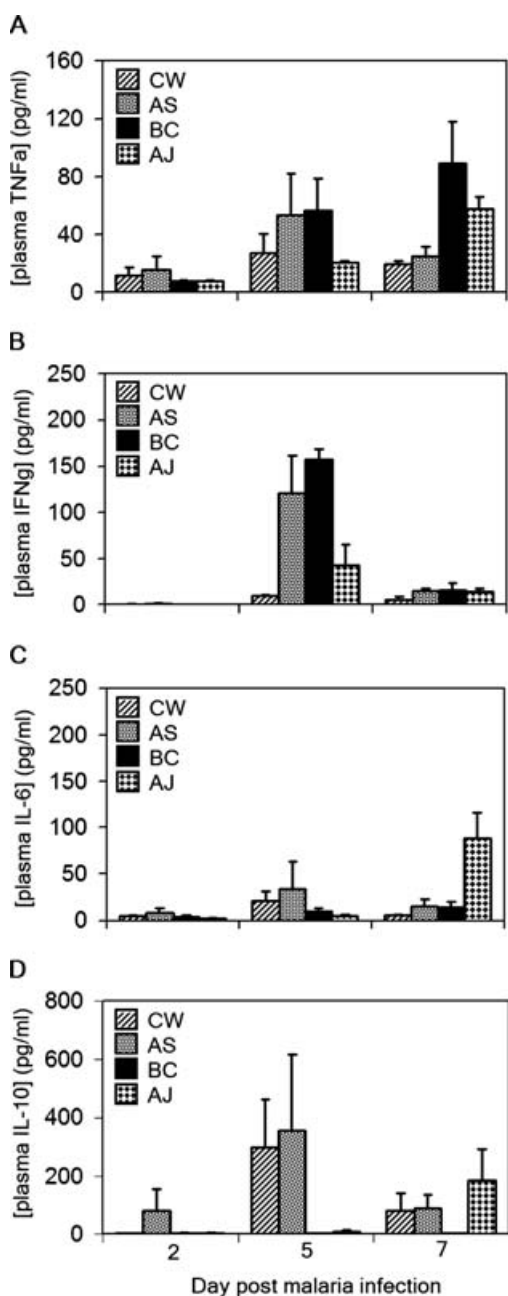 A
[plasma TNFa] (pg/ml)
160
120
80
40
0
CW
AS
BC
AJ
B
[plasma IFNg] (pg/ml)
250
200
150
100
50
0
CW
AS
BC
AJ
C
[plasma IL-6] (pg/ml)
250
200
150
100
50
0
CW
AS
BC
AJ
D
[plasma IL-10] (pg/ml)
800
600
400
200
0
CW
AS
BC
AJ
2 5 7
Day post malaria infection